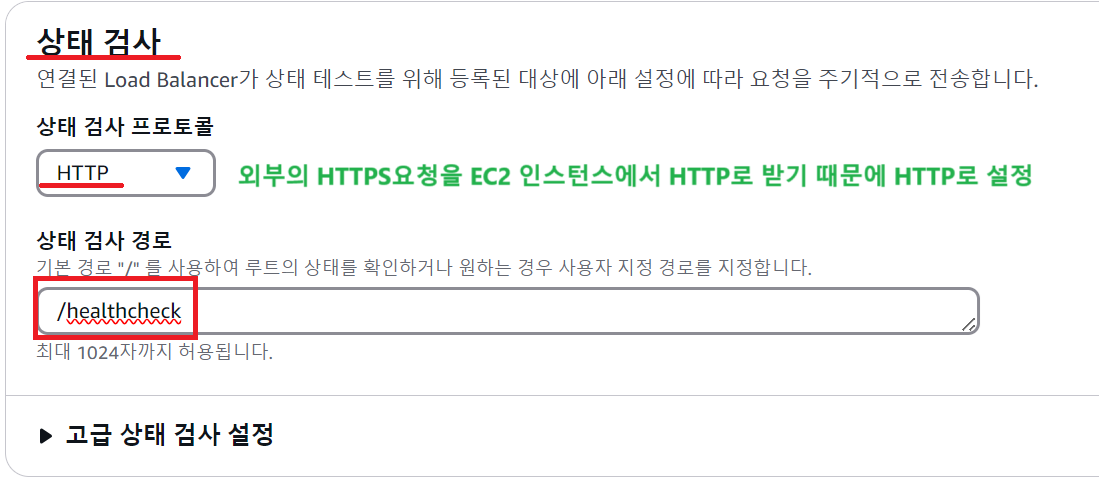 상태 검사
연결된 Load Balancer가 상태 테스트를 위해 등록된 대상에 아래 설정에 따라 요청을 주기적으로 전송합니다.
상태 검사 프로토콜
HTTP
외부의 HTTPS요청을 EC2 인스턴스에서 HTTP로 받기 때문에 HTTP로 설정
상태 검사 경로
기본 경로 "/" 를 사용하여 루트의 상태를 확인하거나 원하는 경우 사용자 지정 경로를 지정합니다.
/healthcheck
최대 1024자까지 허용됩니다.
고급 상태 검사 설정